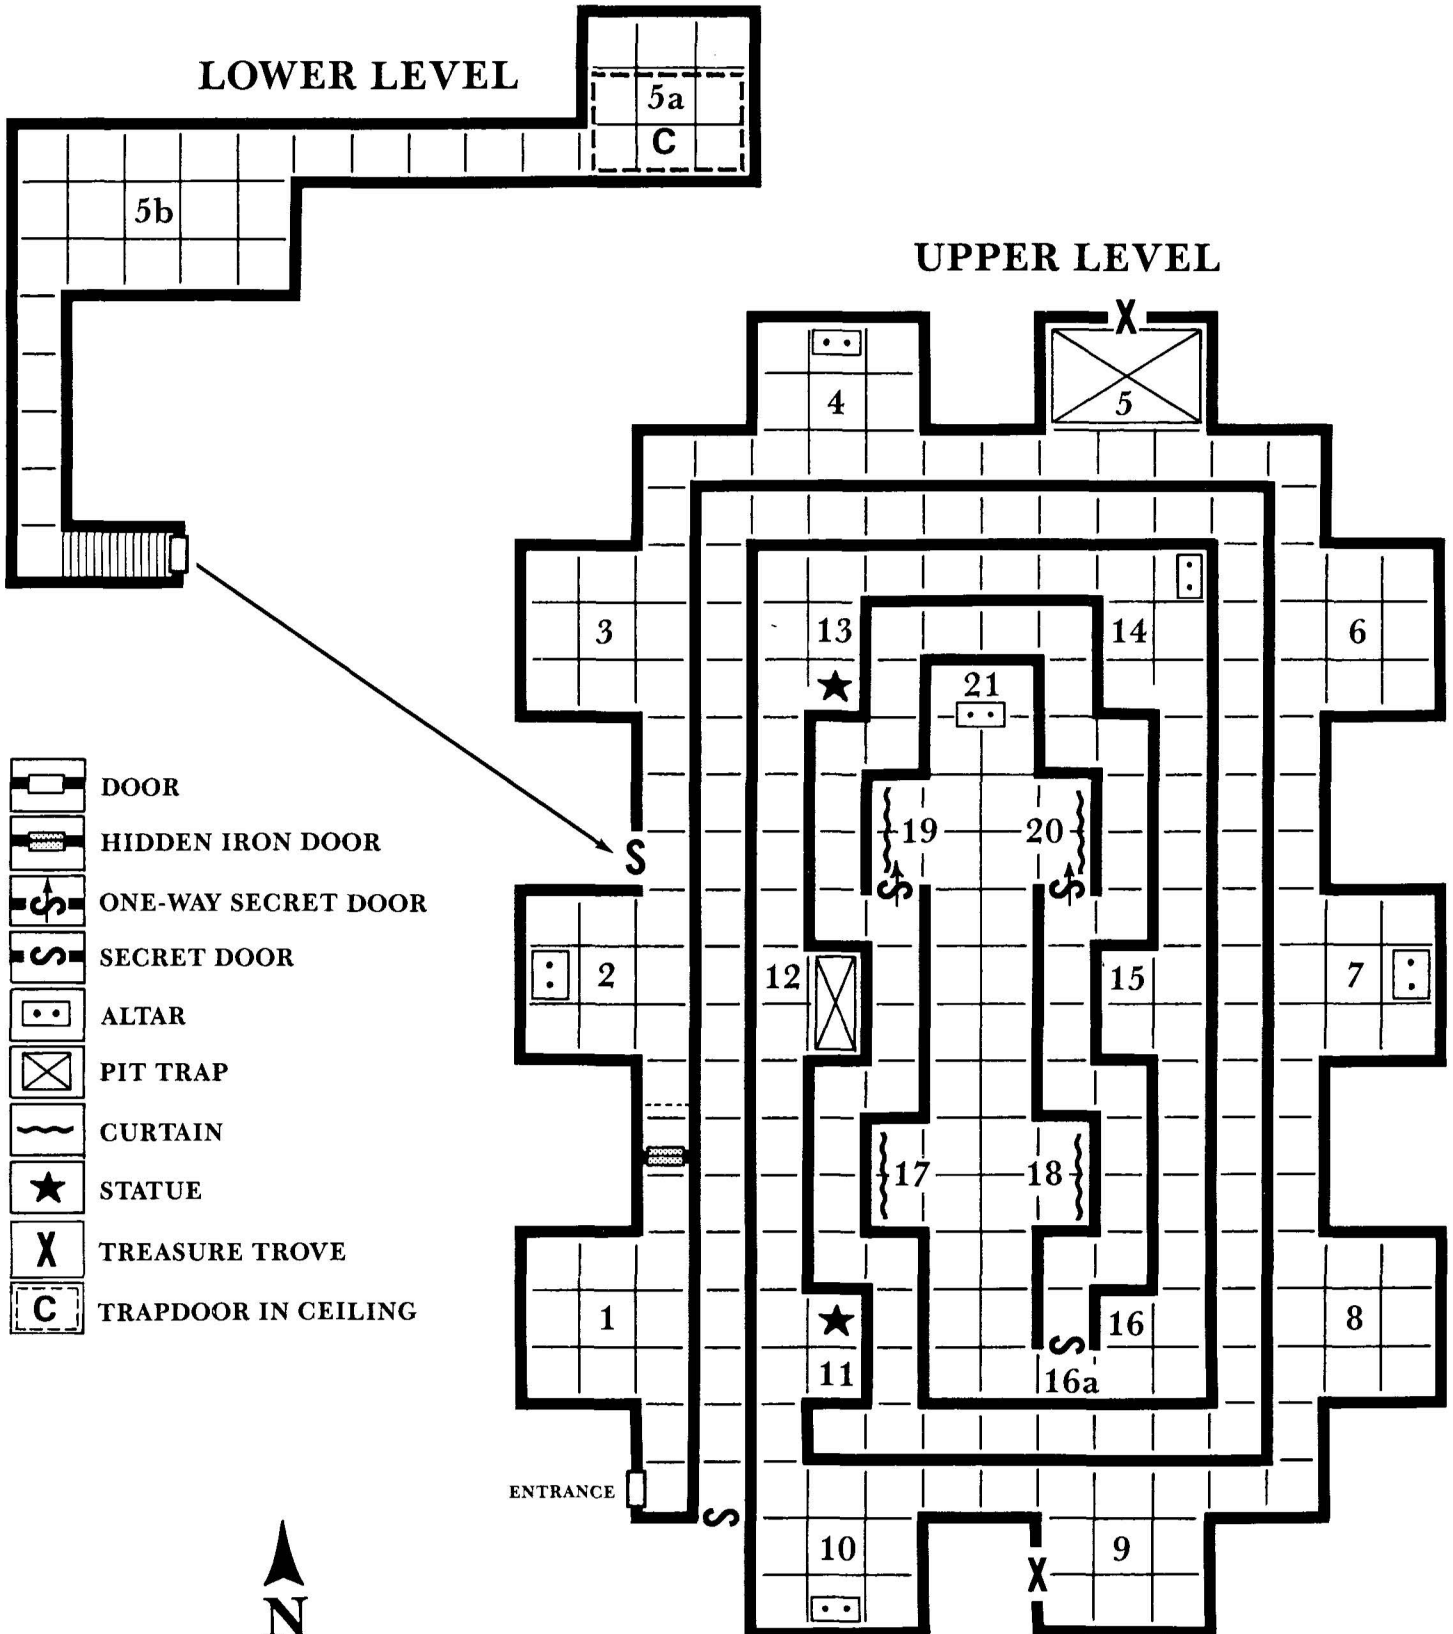 LOWER LEVEL
5a
C
5b
UPPER LEVEL
X
4
5
3
13
14
6
21
S
19
20
S
S
2
12
15
7
17
18
1
11
16
8
S
16a
ENTRANCE
S
10
9
X
DOOR
HIDDEN IRON DOOR
S
ONE-WAY SECRET DOOR
S
SECRET DOOR
ALTAR
PIT TRAP
CURTAIN
STATUE
X
TREASURE TROVE
C
TRAPDOOR IN CEILING
N